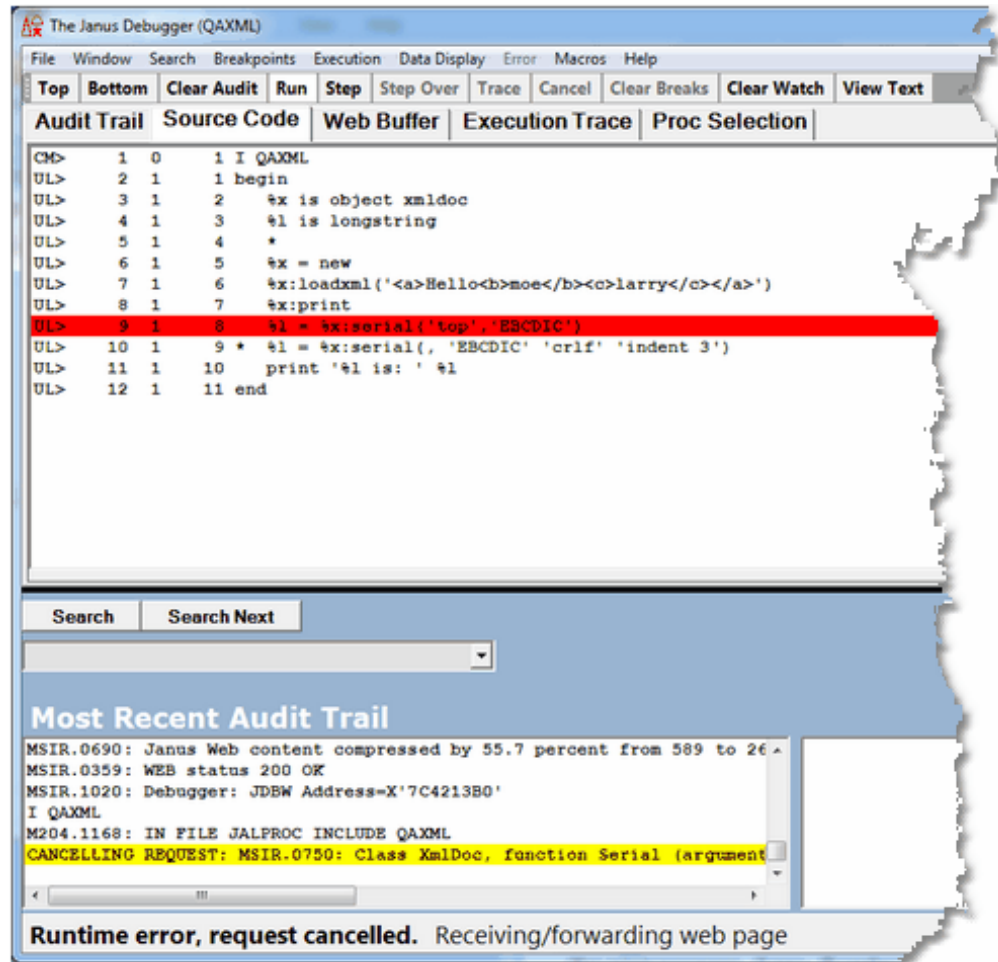 The Janus Debugger (QAXML)
File Window Search Breakpoints Execution Data Display Error Macros Help
Top Bottom Clear Audit Run Step Step Over Trace Cancel Clear Breaks Clear Watch View Text
Audit Trail Source Code Web Buffer Execution Trace Proc Selection
CM> 1 0 1 I QAXML
UL> 2 1 1 begin
UL> 3 1 2 %x is object xmldoc
UL> 4 1 3 %l is longstring
UL> 5 1 4 *
UL> 6 1 5 %x = new
UL> 7 1 6 %x:loadxml('<a>Hello<b>moe</b><c>larry</c></a>')
UL> 8 1 7 %x:print
UL> 9 1 8 %l = %x:serial('top','EBCDIC')
UL> 10 1 9 * %l = %x:serial(, 'EBCDIC' 'crlf' 'indent 3')
UL> 11 1 10 print '%l is: ' %l
UL> 12 1 11 end
Search Search Next
Most Recent Audit Trail
MSIR.0690: Janus Web content compressed by 55.7 percent from 589 to 26
MSIR.0359: WEB status 200 OK
MSIR.1020: Debugger: JDBW Address=X'7C4213B0'
I QAXML
M204.1168: IN FILE JALPROC INCLUDE QAXML
CANCELLING REQUEST: MSIR.0750: Class XmlDoc, function Serial (argument
Runtime error, request cancelled. Receiving/forwarding web page